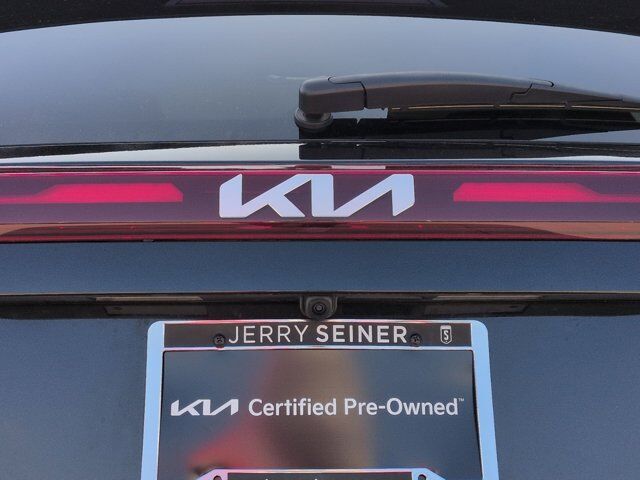 KIA
JERRY SEINER S
KIA Certified Pre-Owned™